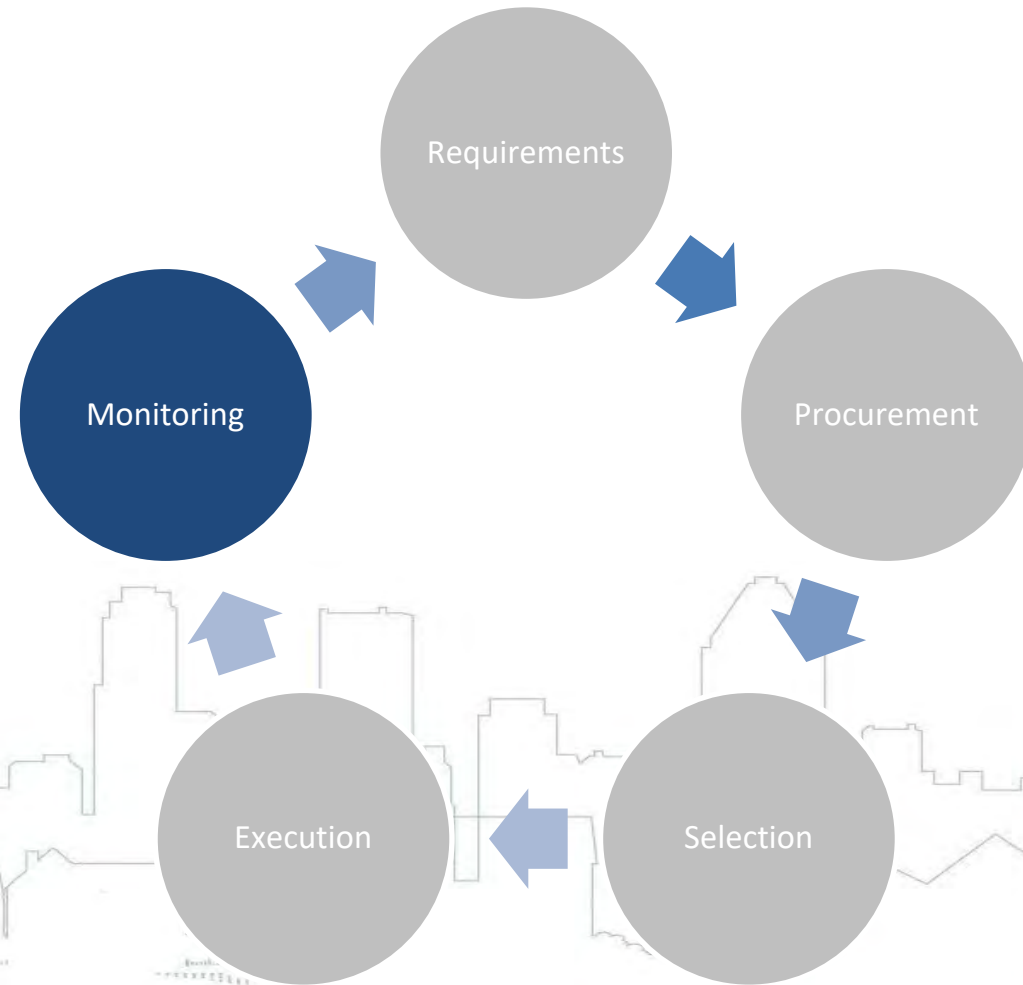 Requirements
Monitoring
Procurement
Execution
Selection